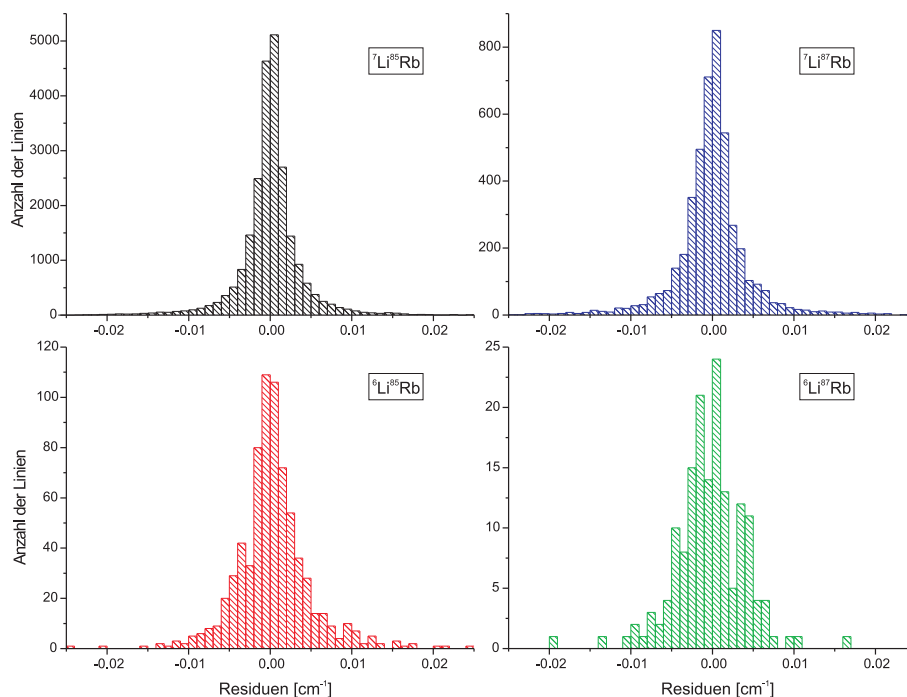 Anzahl der Linien
5000
4000
3000
2000
1000
0
⁷Li⁸⁵Rb
-0.02 -0.01 0.00 0.01 0.02
800
600
400
200
0
⁷Li⁸⁷Rb
-0.02 -0.01 0.00 0.01 0.02
Anzahl der Linien
120
100
80
60
40
20
0
⁶Li⁸⁵Rb
-0.02 -0.01 0.00 0.01 0.02
Residuen [cm⁻¹]
25
20
15
10
5
0
⁶Li⁸⁷Rb
-0.02 -0.01 0.00 0.01 0.02
Residuen [cm⁻¹]